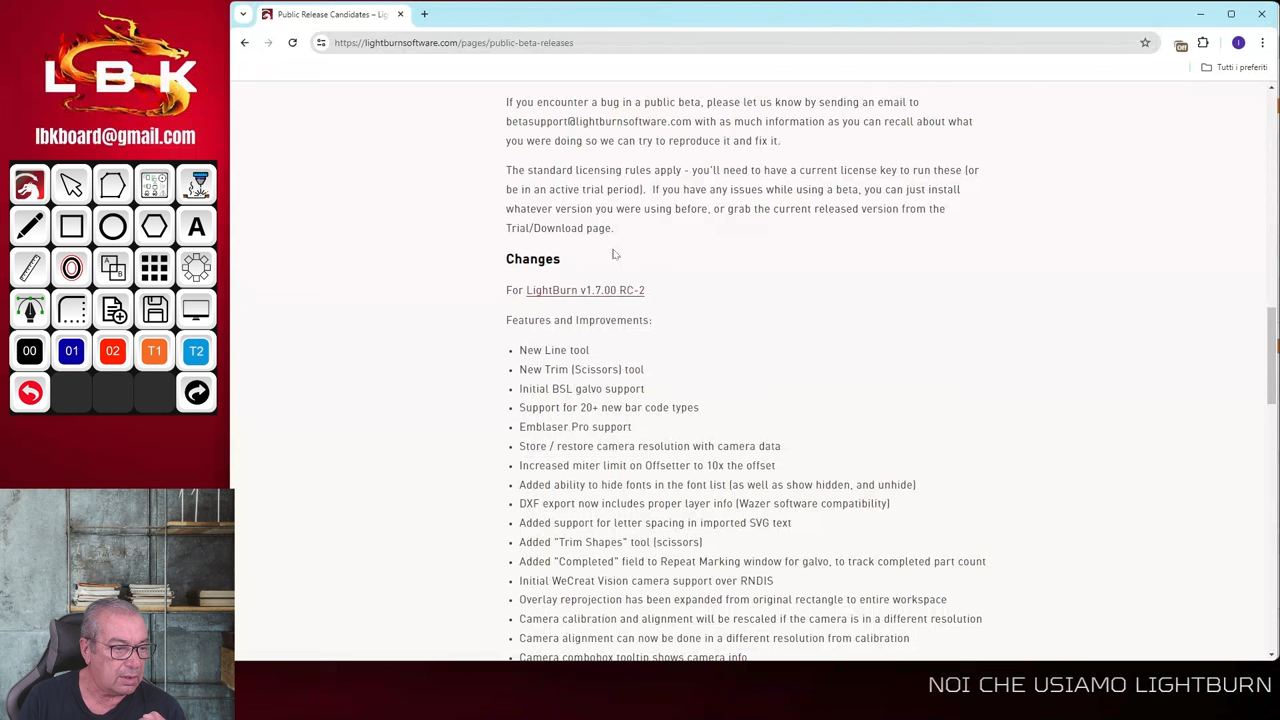 Public Release Candidates – Lig
https://lightburnsoftware.com/pages/public-beta-releases
Off
I
Tutti i preferiti
LBK
lbkboard@gmail.com
A
A
B
00
01
02
T1
T2
If you encounter a bug in a public beta, please let us know by sending an email to
betasupport@lightburnsoftware.com with as much information as you can recall about what
you were doing so we can try to reproduce it and fix it.
The standard licensing rules apply - you'll need to have a current license key to run these (or
be in an active trial period). If you have any issues while using a beta, you can just install
whatever version you were using before, or grab the current released version from the
Trial/Download page.
Changes
For LightBurn v1.7.00 RC-2
Features and Improvements:
• New Line tool
• New Trim (Scissors) tool
• Initial BSL galvo support
• Support for 20+ new bar code types
• Emblaser Pro support
• Store / restore camera resolution with camera data
• Increased miter limit on Offsetter to 10x the offset
• Added ability to hide fonts in the font list (as well as show hidden, and unhide)
• DXF export now includes proper layer info (Wazer software compatibility)
• Added support for letter spacing in imported SVG text
• Added "Trim Shapes" tool (scissors)
• Added "Completed" field to Repeat Marking window for galvo, to track completed part count
• Initial WeCreat Vision camera support over RNDIS
• Overlay reprojection has been expanded from original rectangle to entire workspace
• Camera calibration and alignment will be rescaled if the camera is in a different resolution
• Camera alignment can now be done in a different resolution from calibration
• Camera combobox tooltip shows camera info
NOI CHE USIAMO LIGHTBURN